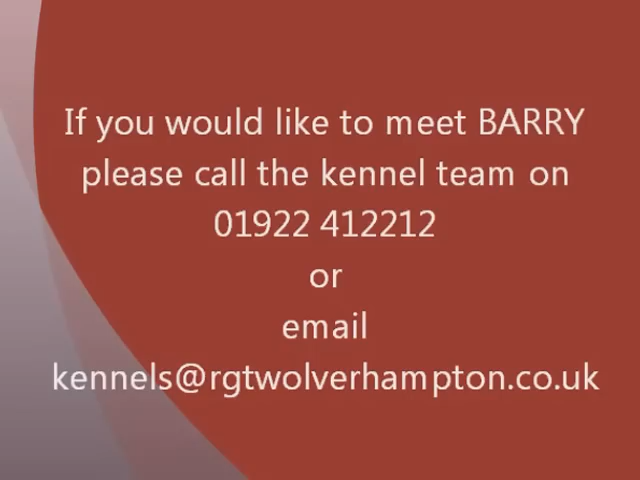 If you would like to meet BARRY
please call the kennel team on
01922 412212
or
email
kennels@rgtwolverhampton.co.uk